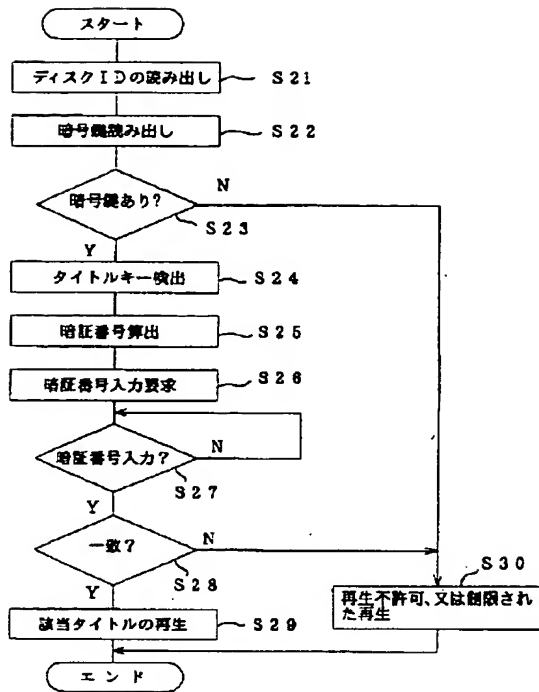 スタート
ディスクIDの読み出し
S21
暗号鍵読み出し
S22
暗号鍵あり?
N
S23
Y
タイトルキー検出
S24
暗証番号算出
S25
暗証番号入力要求
S26
暗証番号入力?
N
S27
Y
一致?
N
S28
Y
S30
再生不許可、又は制限され
た再生
該当タイトルの再生
S29
エンド